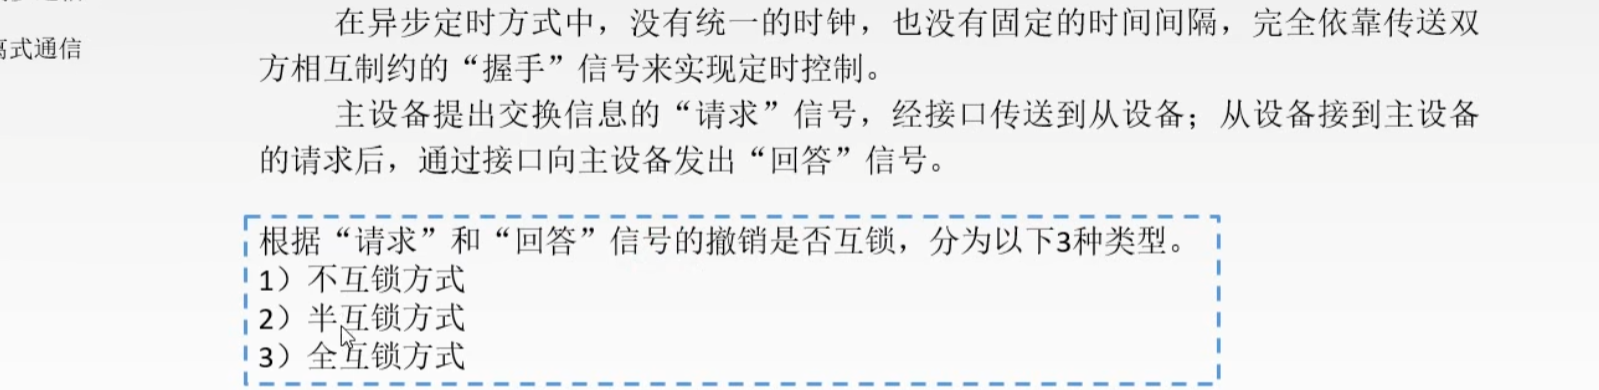 在异步定时方式中，没有统一的时钟，也没有固定的时间间隔，完全依靠传送双
方相互制约的“握手”信号来实现定时控制。
离式通信
主设备提出交换信息的“请求”信号，经接口传送到从设备；从设备接到主设备
的请求后，通过接口向主设备发出“回答”信号。
根据“请求”和“回答”信号的撤销是否互锁，分为以下3种类型。
1）不互锁方式
2）半互锁方式
3）全互锁方式